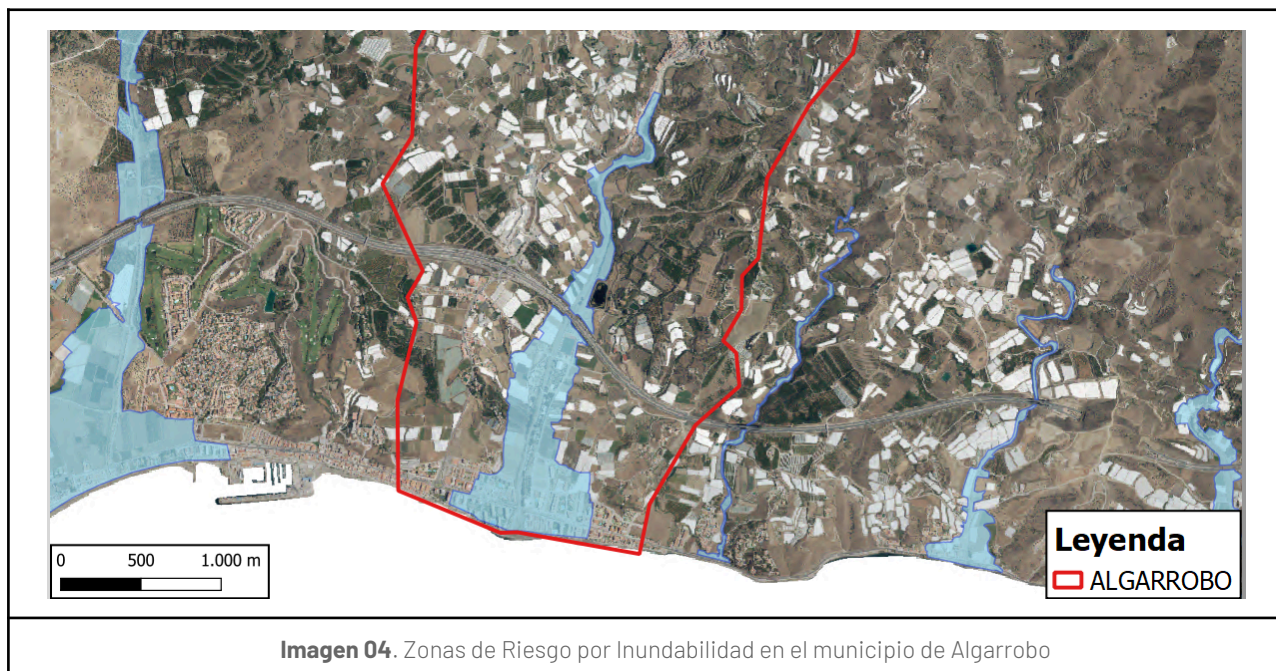 0 500 1.000 m
Leyenda
ALGARROBO
Imagen 04. Zonas de Riesgo por Inundabilidad en el municipio de Algarrobo